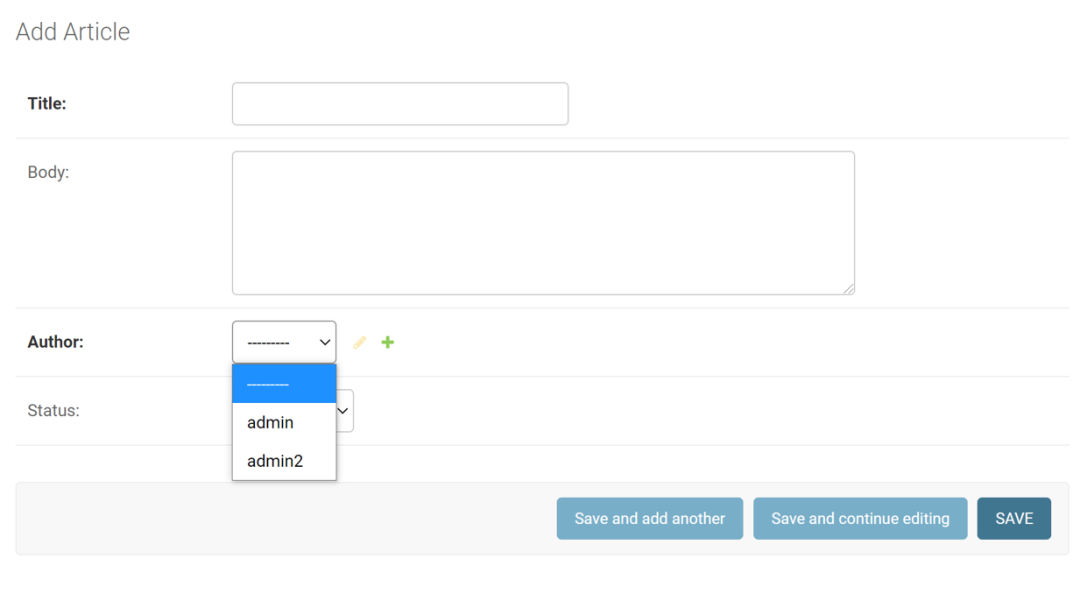 Add Article
Title:
Body:
Author:
---------
---------
admin
admin2
Status:
Save and add another
Save and continue editing
SAVE